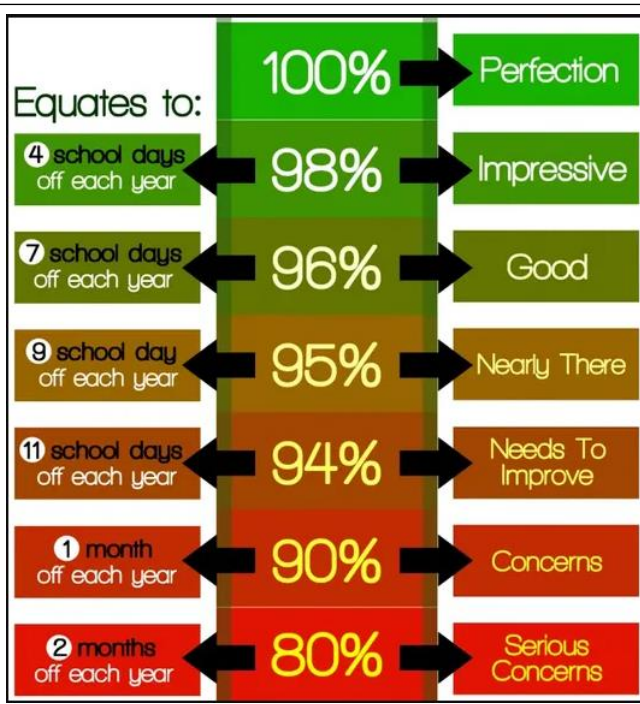 100%
Perfection
Equates to:
4 school days
off each year
98%
Impressive
7 school days
off each year
96%
Good
9 school day
off each year
95%
Nearly There
11 school days
off each year
94%
Needs To
Improve
1 month
off each year
90%
Concerns
2 months
off each year
80%
Serious
Concerns